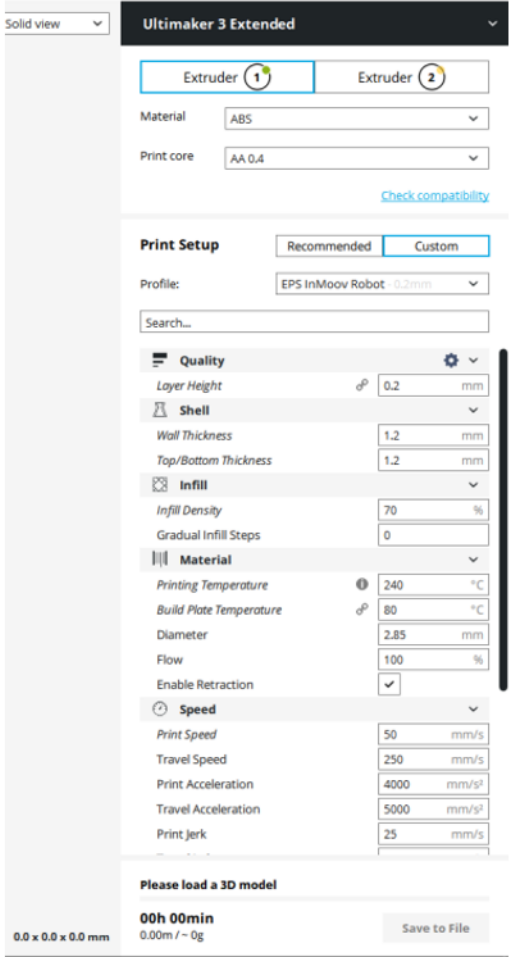 Solid view
Ultimaker 3 Extended
Extruder 1
Extruder 2
Material ABS
Print core AA 0.4
Check compatibility
Print Setup Recommended Custom
Profile: EPS InMoov Robot - 0.2mm
Search...
Quality
Layer Height 0.2 mm
Shell
Wall Thickness 1.2 mm
Top/Bottom Thickness 1.2 mm
Infill
Infill Density 70 %
Gradual Infill Steps 0
Material
Printing Temperature 240 °C
Build Plate Temperature 80 °C
Diameter 2.85 mm
Flow 100 %
Enable Retraction
Speed
Print Speed 50 mm/s
Travel Speed 250 mm/s
Print Acceleration 4000 mm/s²
Travel Acceleration 5000 mm/s²
Print Jerk 25 mm/s
Please load a 3D model
00h 00min
0.00m / ~ 0g
Save to File
0.0 x 0.0 x 0.0 mm